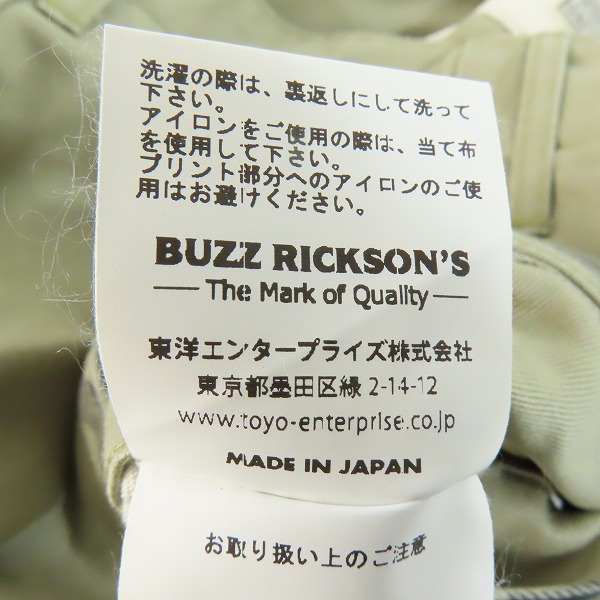 洗濯の際は、裏返しにして洗って
下さい。
アイロンをご使用の際は、当て布
を使用して下さい。
プリント部分へのアイロンのご使
用はお避けください。
BUZZ RICKSON'S
The Mark of Quality
東洋エンタープライズ株式会社
東京都墨田区緑 2-14-12
www.toyo-enterprise.co.jp
MADE IN JAPAN
お取り扱い上のご注意